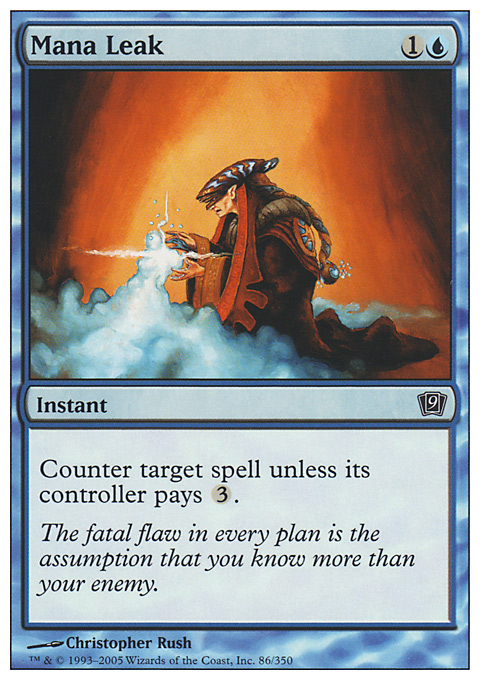 Mana Leak 1
Instant 9
Counter target spell unless its
controller pays 3.
The fatal flaw in every plan is the
assumption that you know more than
your enemy.
Christopher Rush
™ & © 1993–2005 Wizards of the Coast, Inc. 86/350